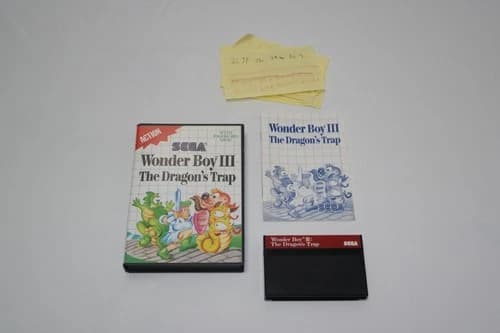 ACTION
SEGA
Wonder Boy III
The Dragon's Trap
Wonder Boy III
The Dragon's Trap
Wonder Boy III:
The Dragon's Trap
SEGA